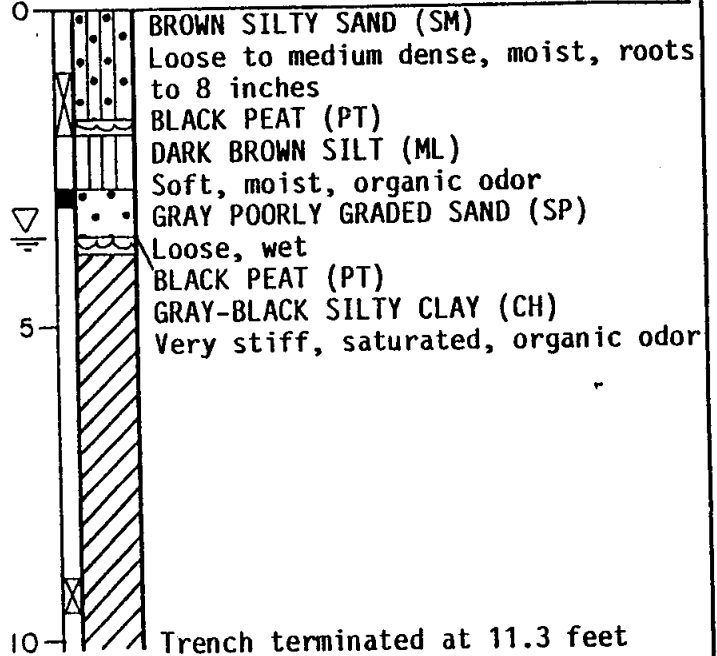 0
BROWN SILTY SAND (SM)
Loose to medium dense, moist, roots
to 8 inches
BLACK PEAT (PT)
DARK BROWN SILT (ML)
Soft, moist, organic odor
GRAY POORLY GRADED SAND (SP)
Loose, wet
BLACK PEAT (PT)
GRAY-BLACK SILTY CLAY (CH)
5
Very stiff, saturated, organic odor
10
Trench terminated at 11.3 feet